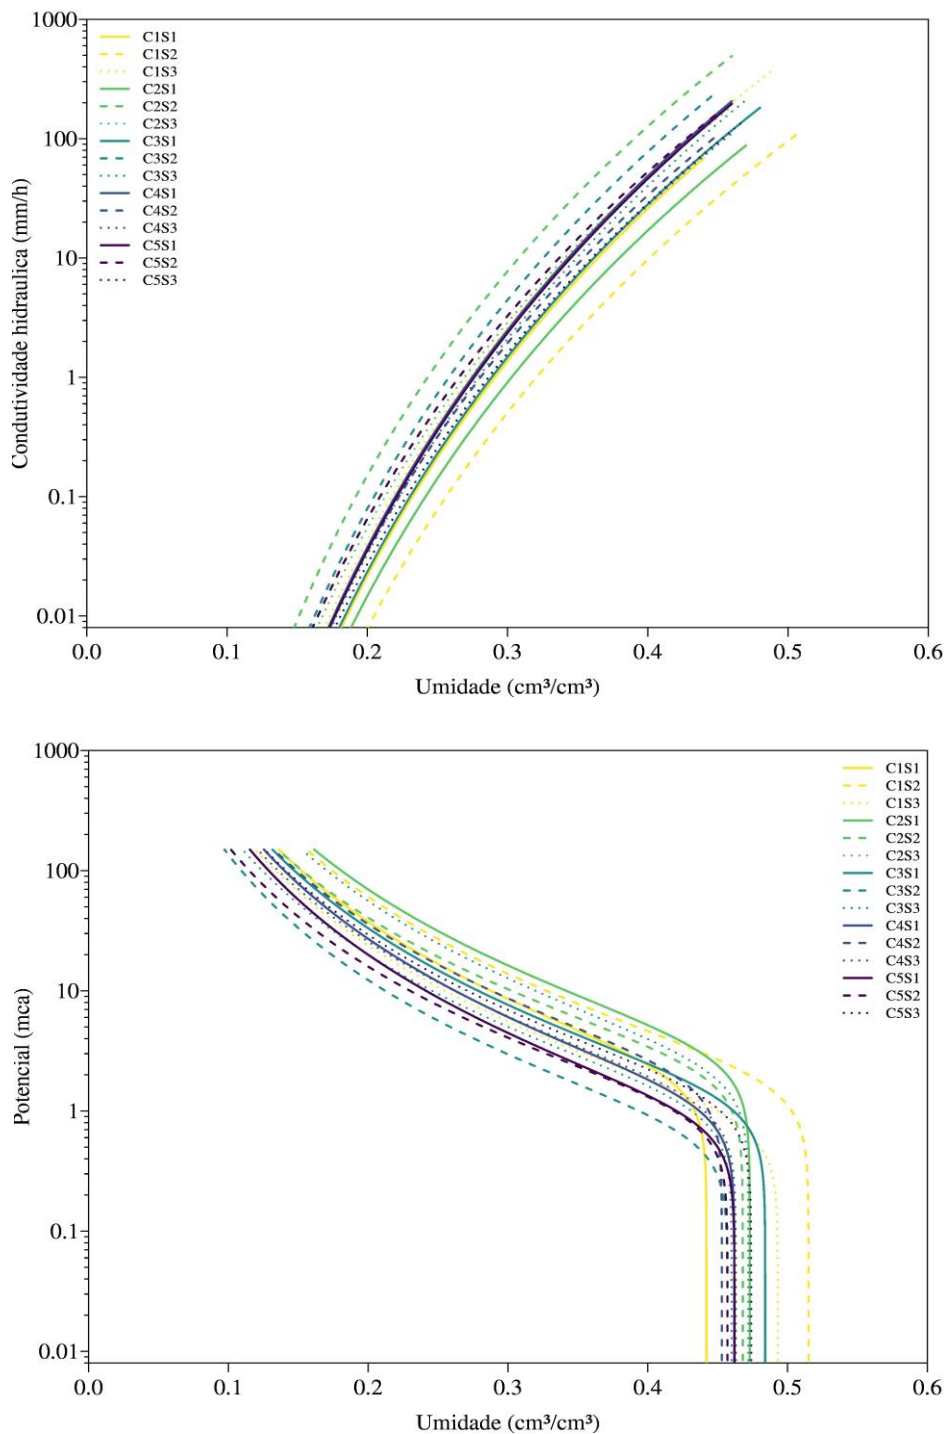 1000
100
10
1
0.1
0.01
Condutividade hidraulica (mm/h)
C1S1
C1S2
C1S3
C2S1
C2S2
C2S3
C3S1
C3S2
C3S3
C4S1
C4S2
C4S3
C5S1
C5S2
C5S3
0.0 0.1 0.2 0.3 0.4 0.5 0.6
Umidade (cm³/cm³)
1000
100
10
1
0.1
0.01
Potencial (mca)
C1S1
C1S2
C1S3
C2S1
C2S2
C2S3
C3S1
C3S2
C3S3
C4S1
C4S2
C4S3
C5S1
C5S2
C5S3
0.0 0.1 0.2 0.3 0.4 0.5 0.6
Umidade (cm³/cm³)